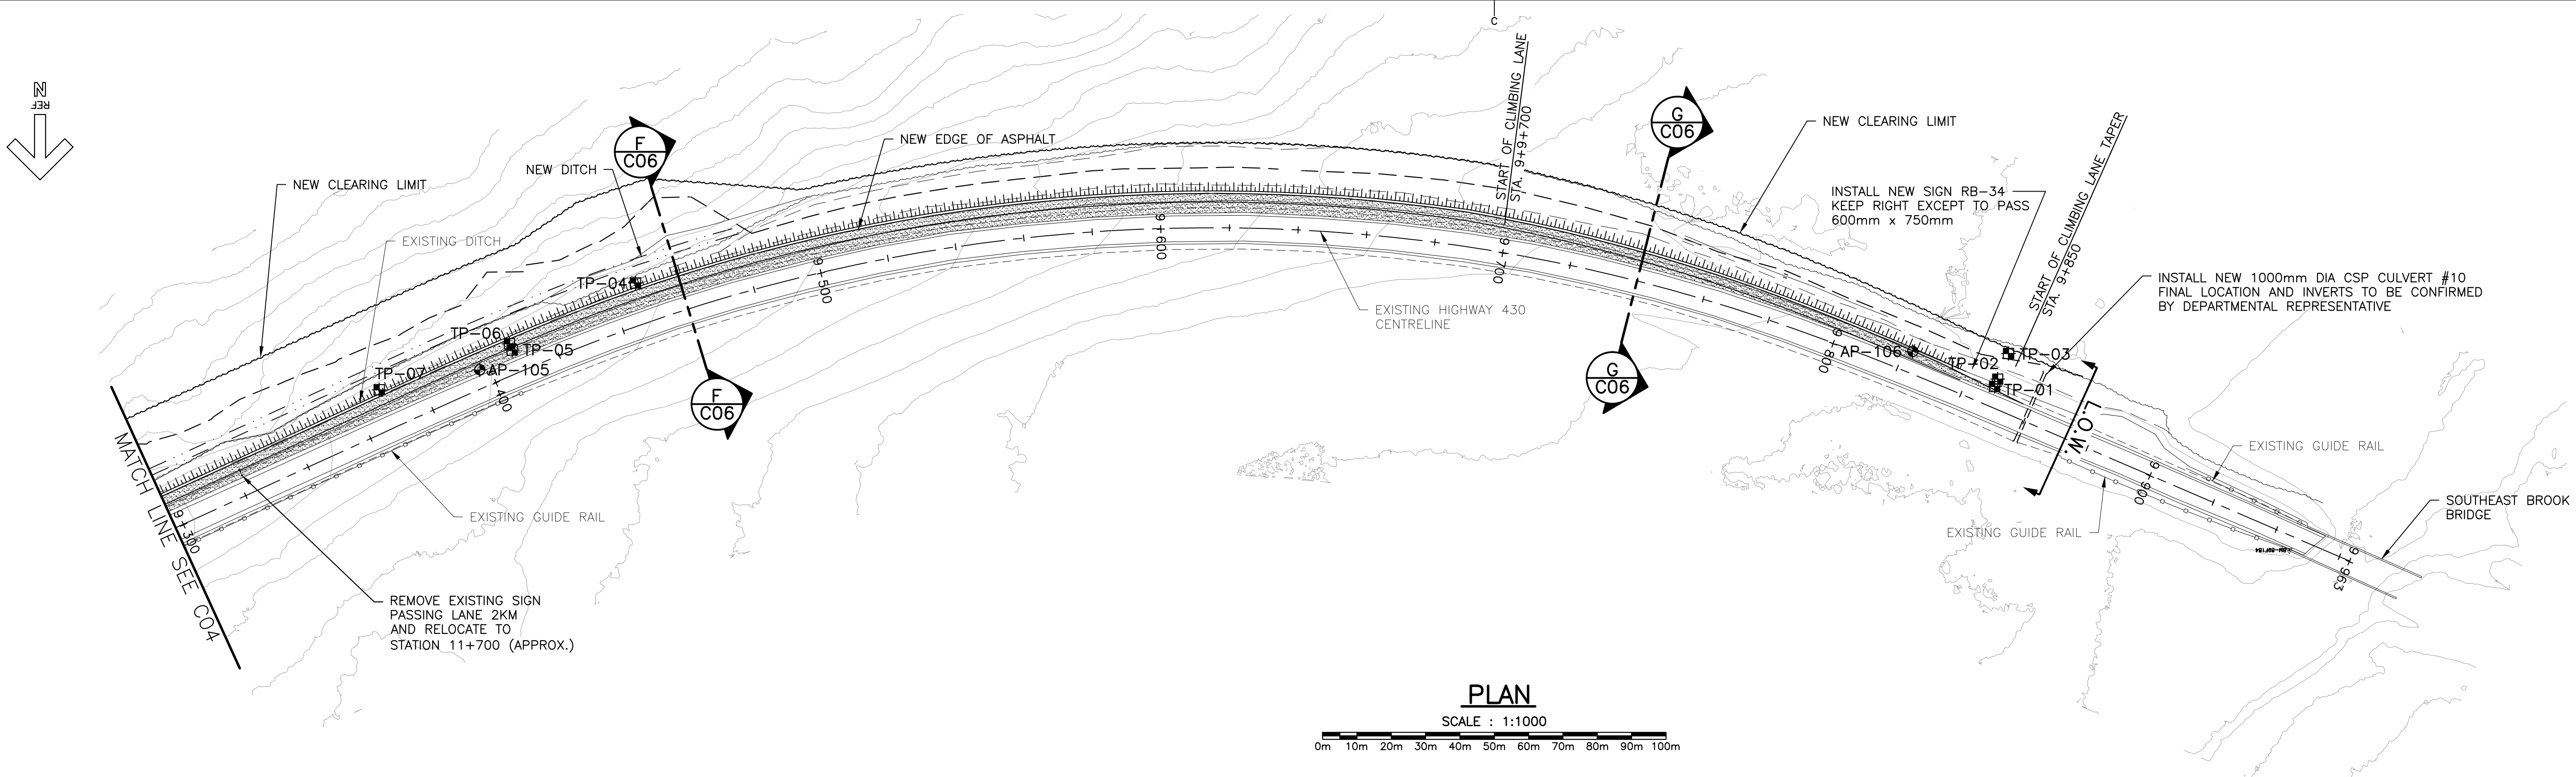 C
N
REF
NEW CLEARING LIMIT
EXISTING DITCH
NEW DITCH
F
C06
NEW EDGE OF ASPHALT
START OF CLIMBING LANE
STA. 9+9+700
G
C06
NEW CLEARING LIMIT
INSTALL NEW SIGN RB-34
KEEP RIGHT EXCEPT TO PASS
600mm x 750mm
START OF CLIMBING LANE TAPER
STA. 9+850
INSTALL NEW 1000mm DIA CSP CULVERT #10
FINAL LOCATION AND INVERTS TO BE CONFIRMED
BY DEPARTMENTAL REPRESENTATIVE
TP-04
TP-06
TP-05
TP-07
AP-105
400
9+500
9+600
9+700
9+800
EXISTING HIGHWAY 430
CENTRELINE
F
C06
G
C06
AP-106
TP-03
TP-02
TP-01
L.O.W.
EXISTING GUIDE RAIL
9+900
SOUTHEAST BROOK
BRIDGE
EXISTING GUIDE RAIL
9+963
MATCH LINE SEE C04
9+300
EXISTING GUIDE RAIL
REMOVE EXISTING SIGN
PASSING LANE 2KM
AND RELOCATE TO
STATION 11+700 (APPROX.)
PLAN
SCALE : 1:1000
0m 10m 20m 30m 40m 50m 60m 70m 80m 90m 100m